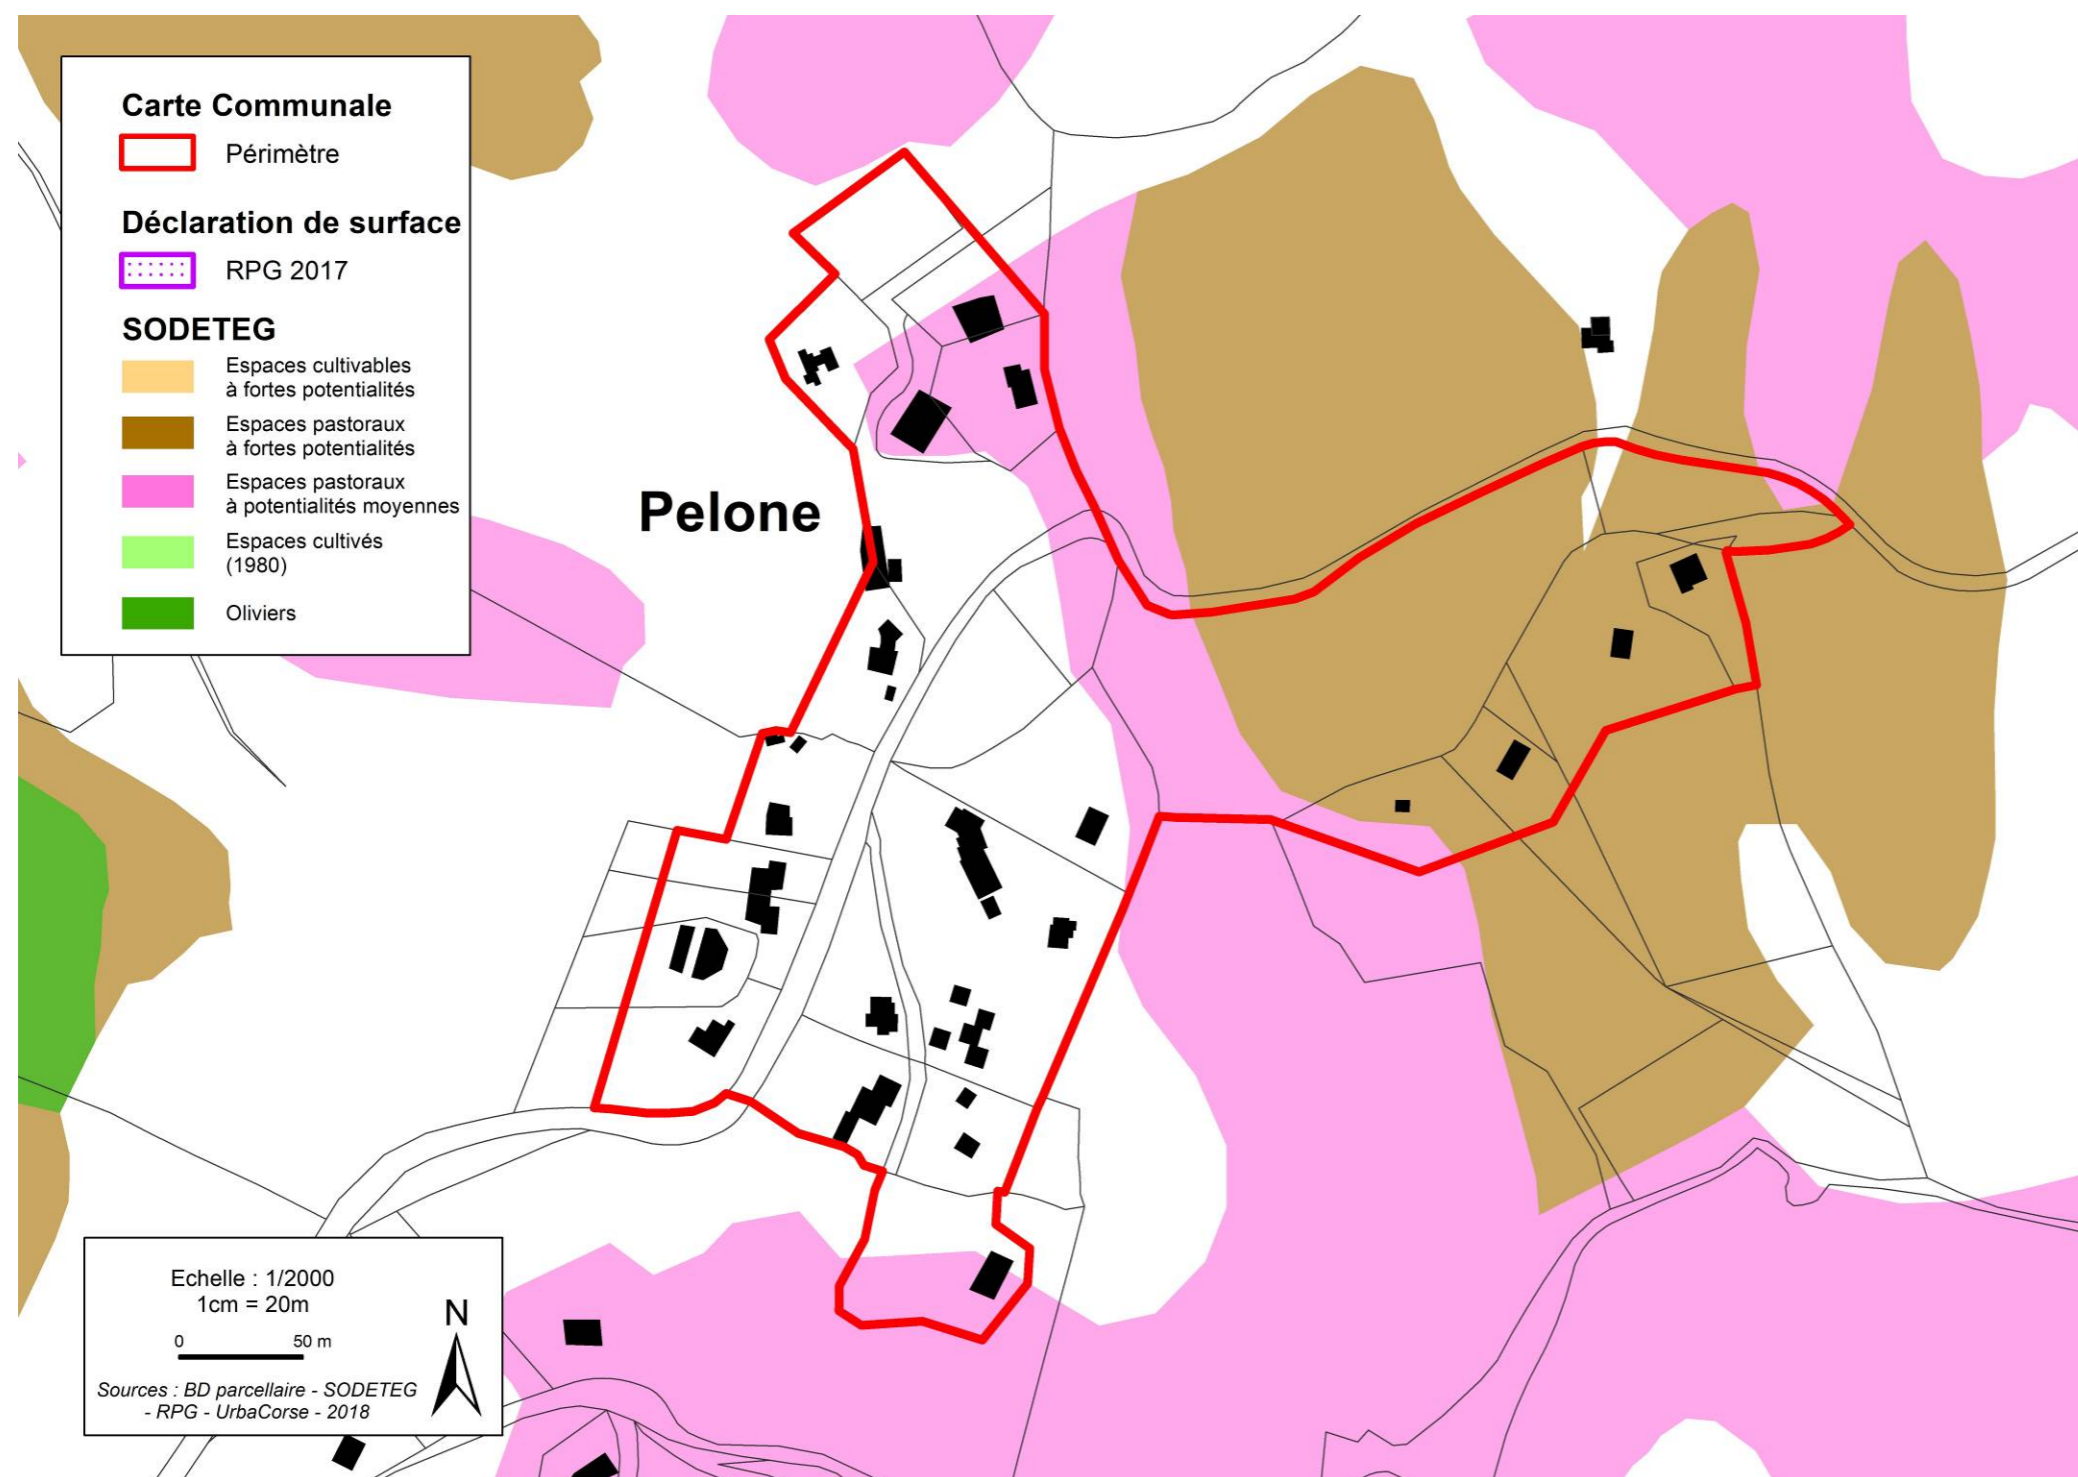 Carte Communale
Périmètre
Déclaration de surface
RPG 2017
SODETEG
Espaces cultivables
à fortes potentialités
Espaces pastoraux
à fortes potentialités
Espaces pastoraux
à potentialités moyennes
Espaces cultivés
(1980)
Oliviers
Pelone
Echelle : 1/2000
1cm = 20m
N
0 50 m
Sources : BD parcellaire - SODETEG
- RPG - UrbaCorse - 2018